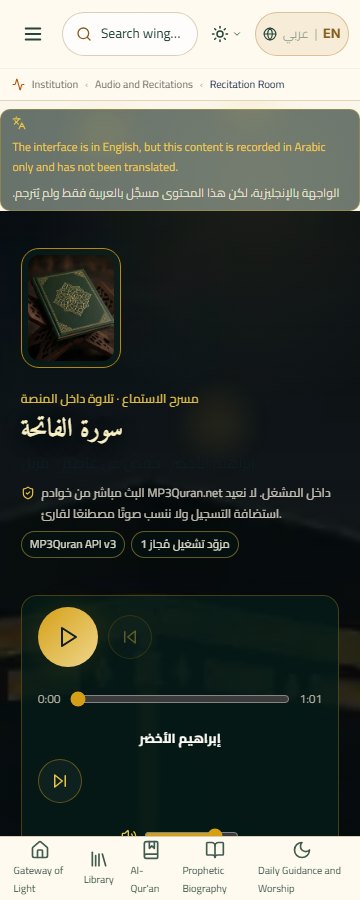 Search wing...
عربي | EN
Institution ‹ Audio and Recitations ‹ Recitation Room
The interface is in English, but this content is recorded in Arabic
only and has not been translated.
الواجهة بالإنجليزية، لكن هذا المحتوى مسجَّل بالعربية فقط ولم يُترجم.
مسرح الاستماع · تلاوة داخل المنصة
سورة الفاتحة
البث مباشر من خوادم MP3Quran.net داخل المشغل. لا نعيد
استضافة التسجيل ولا ننسب صوتًا مصطنعًا لقارئ.
MP3Quran API v3
1 مزوّد تشغيل مُجاز
0:00
1:01
إبراهيم الأخضر
Gateway of
Light
Library
Al-
Qur'an
Prophetic
Biography
Daily Guidance and
Worship